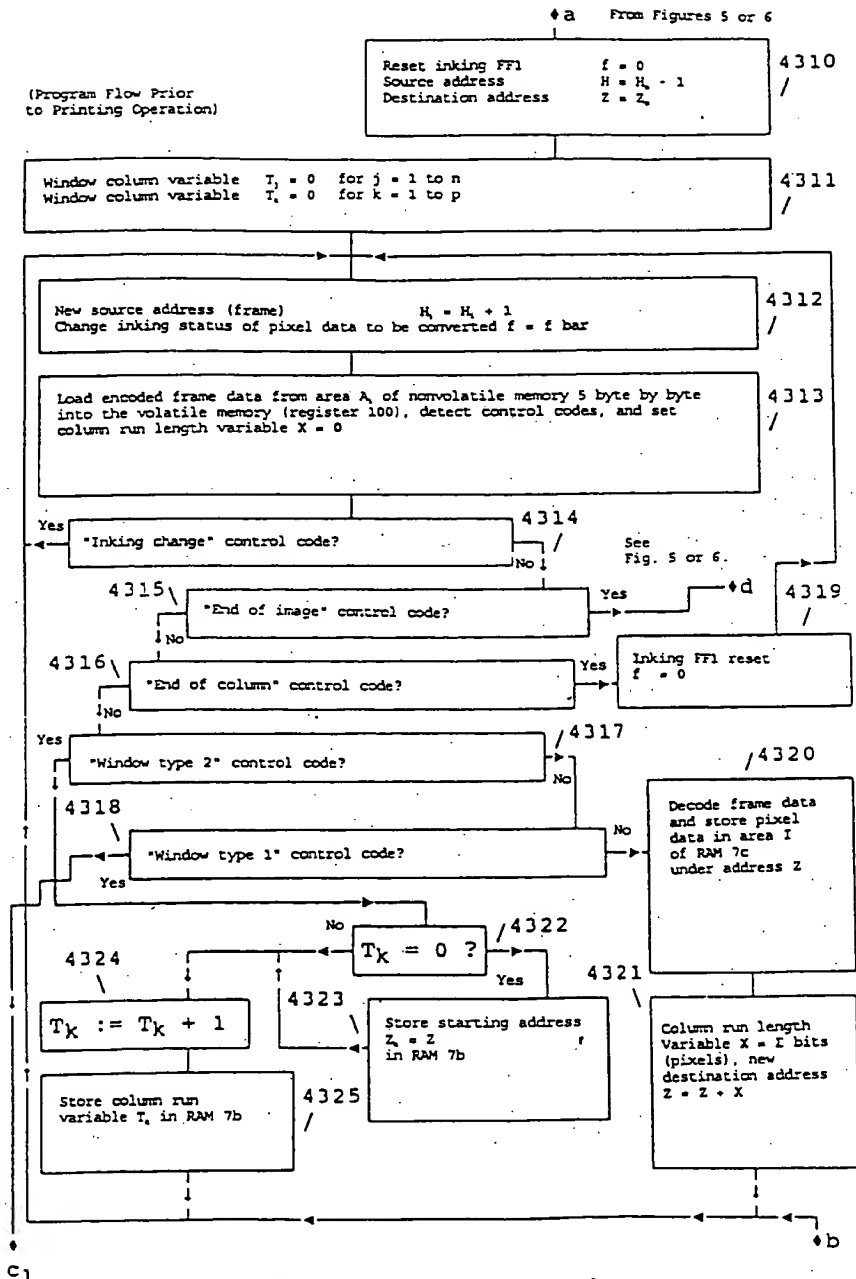 a From Figures 5 or 6
(Program Flow Prior
to Printing Operation)
Reset inking FF1 f = 0
Source address H = H - 1
Destination address Z = Z
4310
Window column variable T = 0 for j = 1 to n
Window column variable T = 0 for k = 1 to p
4311
New source address (frame) H = H + 1
Change inking status of pixel data to be converted f = f bar
4312
Load encoded frame data from area A of nonvolatile memory 5 byte by byte
into the volatile memory (register 100), detect control codes, and set
column run length variable X = 0
4313
Yes
"Inking change" control code?
4314
No
See
Fig. 5 or 6.
4315
"End of image" control code?
Yes
d
4319
No
4316
"End of column" control code?
Yes
Inking FF1 reset
f = 0
No
Yes
"Window type 2" control code?
4317
No
4320
Decode frame data
and store pixel
data in area I
of RAM 7c
under address Z
4318
"Window type 1" control code?
No
Yes
No
Tk = 0 ?
4322
Yes
4324
Tk := Tk + 1
4323
Store starting address
Z = Z
in RAM 7b
4321
Column run length
Variable X = Σ bits
(pixels), new
destination address
Z = Z + X
Store column run
variable T in RAM 7b
4325
b
c1